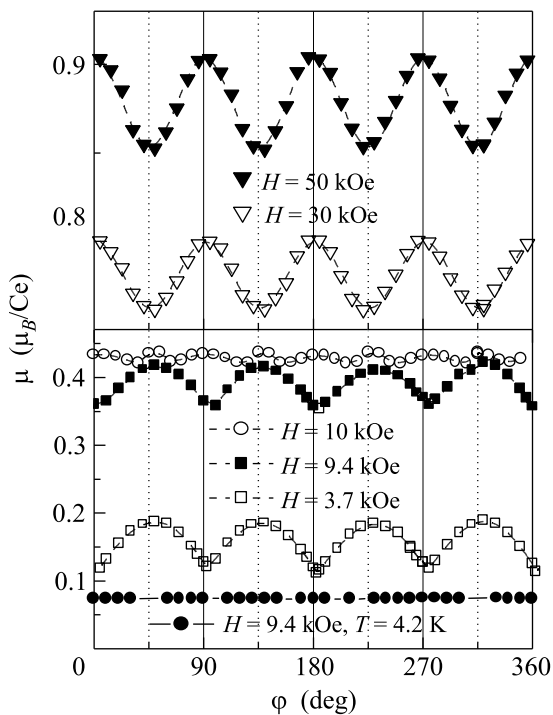 0.9
H = 50 kOe
0.8
H = 30 kOe
μ (μB/Ce)
0.4
H = 10 kOe
0.3
H = 9.4 kOe
H = 3.7 kOe
0.2
0.1
H = 9.4 kOe, T = 4.2 K
0 90 180 270 360
φ (deg)